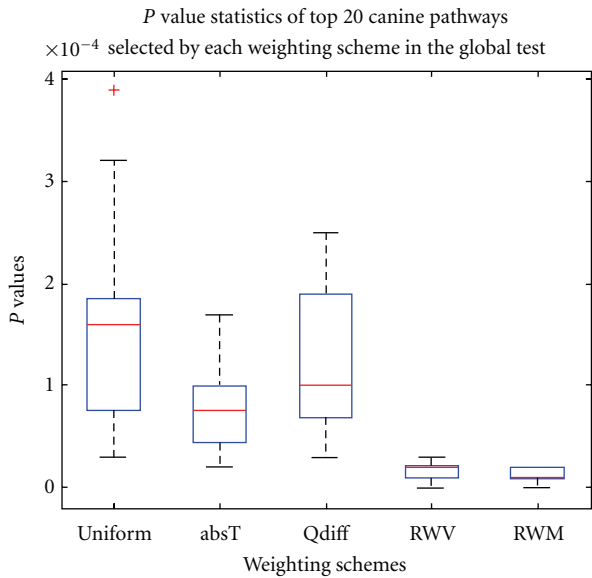 P value statistics of top 20 canine pathways
×10⁻⁴ selected by each weighting scheme in the global test
4
3
2
1
0
P values
Uniform absT Qdiff RWV RWM
Weighting schemes